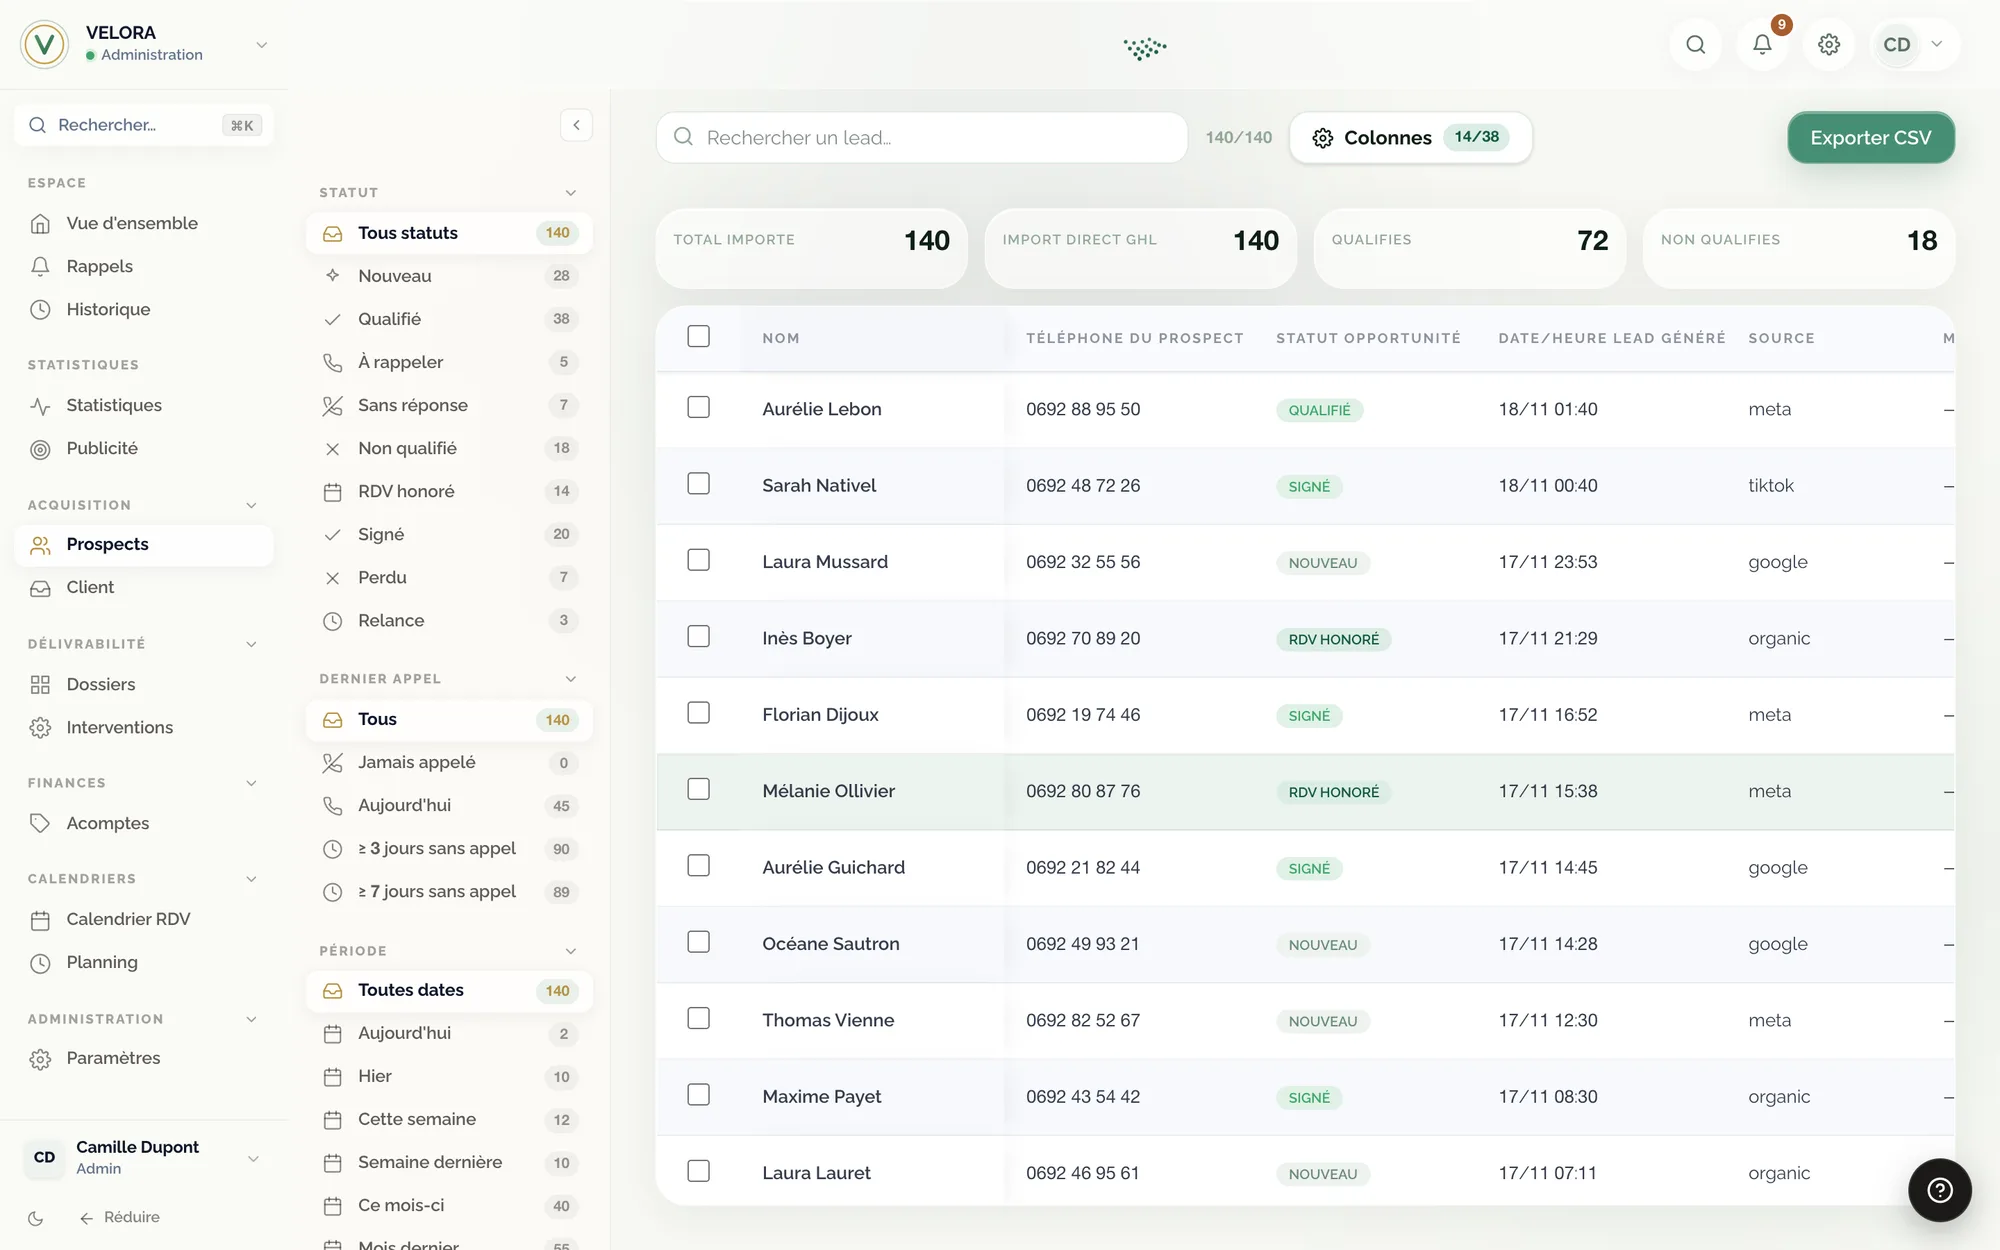 VELORA
Administration
9
CD
Rechercher...
⌘K
ESPACE
Vue d'ensemble
Rappels
Historique
STATISTIQUES
Statistiques
Publicité
ACQUISITION
Prospects
Client
DÉLIVRABILITÉ
Dossiers
Interventions
FINANCES
Acomptes
CALENDRIERS
Calendrier RDV
Planning
ADMINISTRATION
Paramètres
CD
Camille Dupont
Admin
Réduire
STATUT
Tous statuts 140
Nouveau 28
Qualifié 38
À rappeler 5
Sans réponse 7
Non qualifié 18
RDV honoré 14
Signé 20
Perdu 7
Relance 3
DERNIER APPEL
Tous 140
Jamais appelé 0
Aujourd'hui 45
≥ 3 jours sans appel 90
≥ 7 jours sans appel 89
PÉRIODE
Toutes dates 140
Aujourd'hui 2
Hier 10
Cette semaine 12
Semaine dernière 10
Ce mois-ci 40
Mois dernier 55
Rechercher un lead...
140/140
Colonnes 14/38
Exporter CSV
TOTAL IMPORTE 140
IMPORT DIRECT GHL 140
QUALIFIES 72
NON QUALIFIES 18
NOM TÉLÉPHONE DU PROSPECT STATUT OPPORTUNITÉ DATE/HEURE LEAD GÉNÉRÉ SOURCE M
Aurélie Lebon 0692 88 95 50 QUALIFIÉ 18/11 01:40 meta –
Sarah Nativel 0692 48 72 26 SIGNÉ 18/11 00:40 tiktok –
Laura Mussard 0692 32 55 56 NOUVEAU 17/11 23:53 google –
Inès Boyer 0692 70 89 20 RDV HONORÉ 17/11 21:29 organic –
Florian Dijoux 0692 19 74 46 SIGNÉ 17/11 16:52 meta –
Mélanie Ollivier 0692 80 87 76 RDV HONORÉ 17/11 15:38 meta –
Aurélie Guichard 0692 21 82 44 SIGNÉ 17/11 14:45 google –
Océane Sautron 0692 49 93 21 NOUVEAU 17/11 14:28 google –
Thomas Vienne 0692 82 52 67 NOUVEAU 17/11 12:30 meta –
Maxime Payet 0692 43 54 42 SIGNÉ 17/11 08:30 organic –
Laura Lauret 0692 46 95 61 NOUVEAU 17/11 07:11 organic